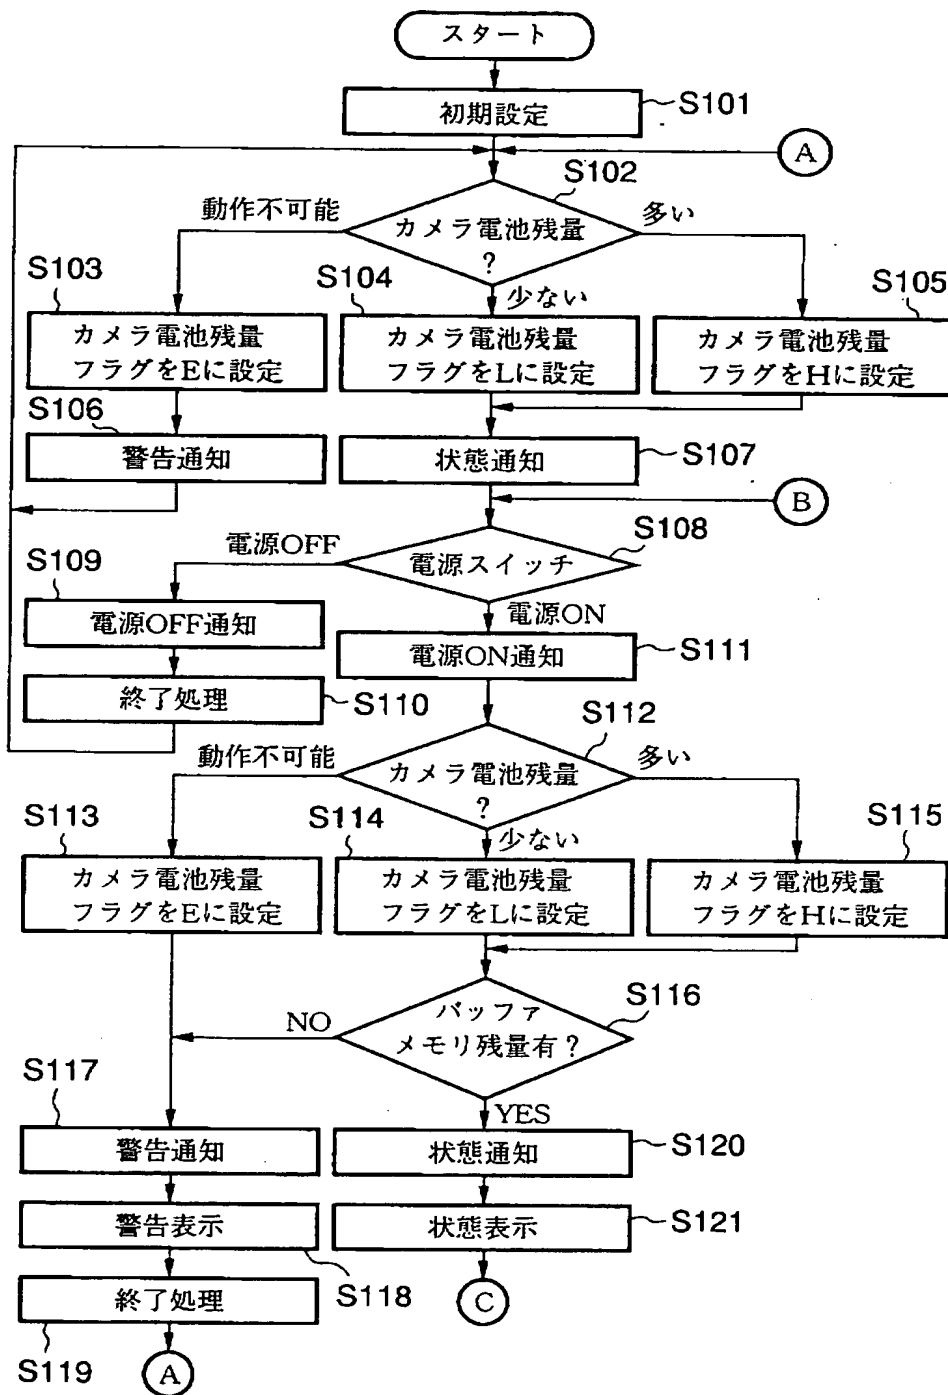 スタート
初期設定
S101
A
S102
動作不可能
カメラ電池残量
?
多い
少ない
S103
カメラ電池残量
フラグをEに設定
S104
カメラ電池残量
フラグをLに設定
S105
カメラ電池残量
フラグをHに設定
S106
警告通知
状態通知
S107
B
電源OFF
電源スイッチ
S108
電源ON
S109
電源OFF通知
電源ON通知
S111
終了処理
S110
S112
動作不可能
カメラ電池残量
?
多い
少ない
S113
カメラ電池残量
フラグをEに設定
S114
カメラ電池残量
フラグをLに設定
S115
カメラ電池残量
フラグをHに設定
S116
NO
バッファ
メモリ残量有?
YES
S117
警告通知
状態通知
S120
警告表示
S118
状態表示
S121
終了処理
S119
C
A